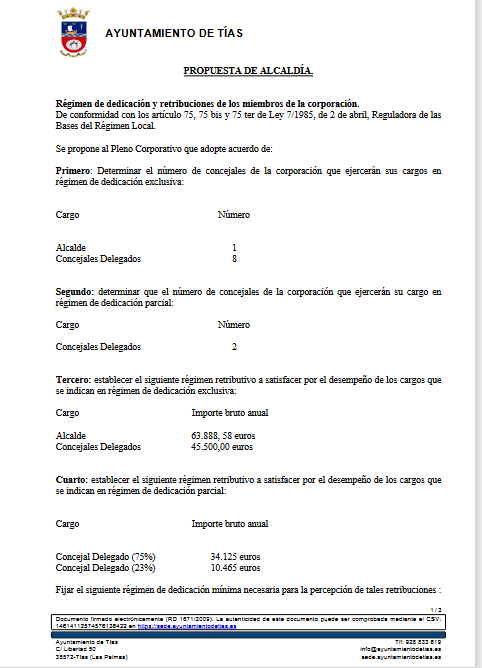 AYUNTAMIENTO DE TÍAS
PROPUESTA DE ALCALDÍA.
Régimen de dedicación y retribuciones de los miembros de la corporación.
De conformidad con los artículo 75, 75 bis y 75 ter de Ley 7/1985, de 2 de abril, Reguladora de las
Bases del Régimen Local.
Se propone al Pleno Corporativo que adopte acuerdo de:
Primero: Determinar el número de concejales de la corporación que ejercerán sus cargos en
régimen de dedicación exclusiva:
Cargo Número
Alcalde 1
Concejales Delegados 8
Segundo: determinar que el número de concejales de la corporación que ejercerán su cargo en
régimen de dedicación parcial:
Cargo Número
Concejales Delegados 2
Tercero: establecer el siguiente régimen retributivo a satisfacer por el desempeño de los cargos que
se indican en régimen de dedicación exclusiva:
Cargo Importe bruto anual
Alcalde 63.888, 58 euros
Concejales Delegados 45.500,00 euros
Cuarto: establecer el siguiente régimen retributivo a satisfacer por el desempeño de los cargos que
se indican en régimen de dedicación parcial:
Cargo Importe bruto anual
Concejal Delegado (75%) 34.125 euros
Concejal Delegado (23%) 10.465 euros
Fijar el siguiente régimen de dedicación mínima necesaria para la percepción de tales retribuciones :
1 / 3
Documento firmado electrónicamente (RD 1671/2009). La autenticidad de este documento puede ser comprobada mediante el CSV:
14614112574576136422 en https://sede.ayuntamientodetias.es
Ayuntamiento de Tías Tlf: 928 833 619
C/ Libertad 50 info@ayuntamientodetias.es
35572-Tías (Las Palmas) sede.ayuntamientodetias.es